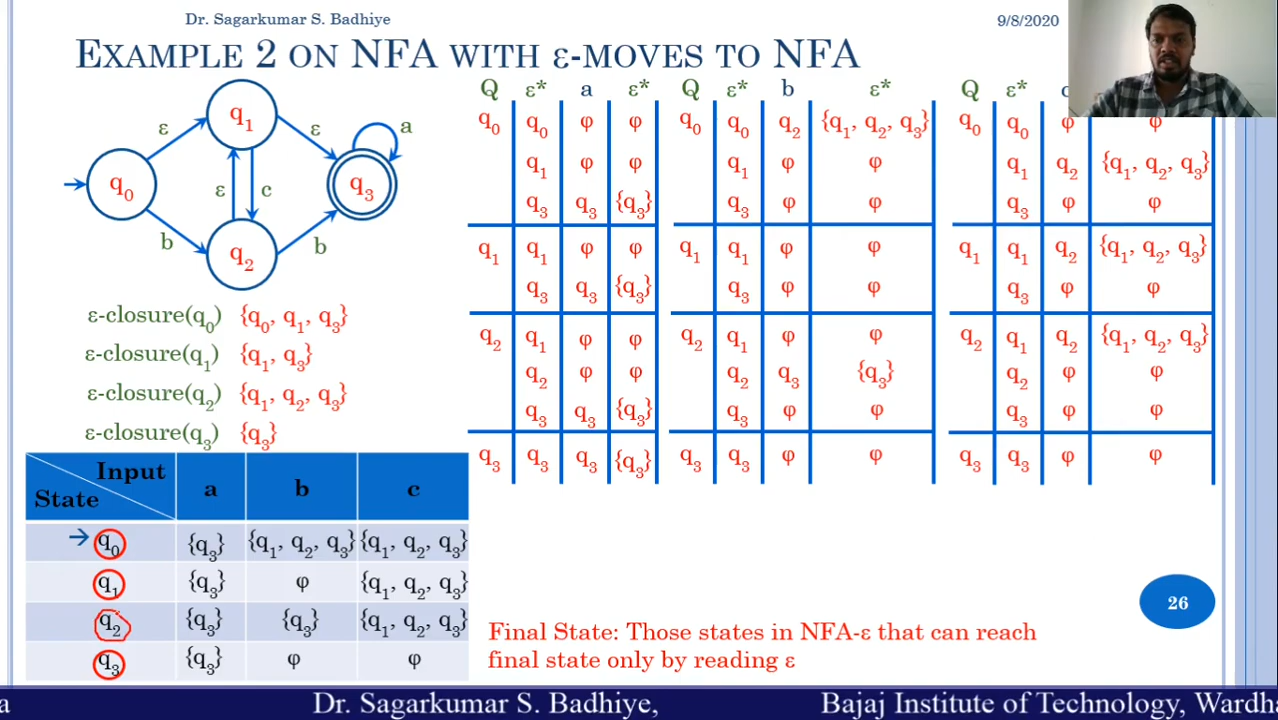 Dr. Sagarkumar S. Badhiye 9/8/2020
EXAMPLE 2 ON NFA WITH ε-MOVES TO NFA
q₁
ε ε a
q₀ ε c q₃
b b
q₂
ε-closure(q₀) {q₀, q₁, q₃}
ε-closure(q₁) {q₁, q₃}
ε-closure(q₂) {q₁, q₂, q₃}
ε-closure(q₃) {q₃}
Q ε* a ε*
q₀ q₀ φ φ
q₁ φ φ
q₃ q₃ {q₃}
q₁ q₁ φ φ
q₃ q₃ {q₃}
q₂ q₁ φ φ
q₂ φ φ
q₃ q₃ {q₃}
q₃ q₃ q₃ {q₃}
Q ε* b ε*
q₀ q₀ q₂ {q₁, q₂, q₃}
q₁ φ φ
q₃ φ φ
q₁ q₁ φ φ
q₃ φ φ
q₂ q₁ φ φ
q₂ q₃ {q₃}
q₃ φ φ
q₃ q₃ φ φ
Q ε*
q₀ q₀ φ φ
q₁ q₂ {q₁, q₂, q₃}
q₃ φ φ
q₁ q₁ q₂ {q₁, q₂, q₃}
q₃ φ φ
q₂ q₁ q₂ {q₁, q₂, q₃}
q₂ φ φ
q₃ φ φ
q₃ q₃ φ φ
Input
State a b c
→ q₀ {q₃} {q₁, q₂, q₃} {q₁, q₂, q₃}
q₁ {q₃} φ {q₁, q₂, q₃}
q₂ {q₃} {q₃} {q₁, q₂, q₃}
q₃ {q₃} φ φ
Final State: Those states in NFA-ε that can reach
final state only by reading ε
26
a Dr. Sagarkumar S. Badhiye, Bajaj Institute of Technology, Wardha